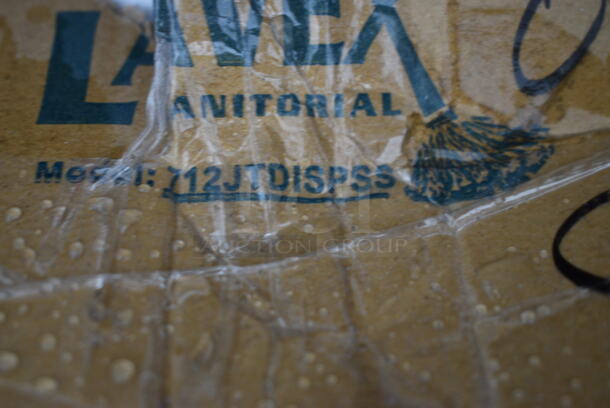 LAVEX
JANITORIAL
Model: 712JTDISPSS
AUCTION GROUP